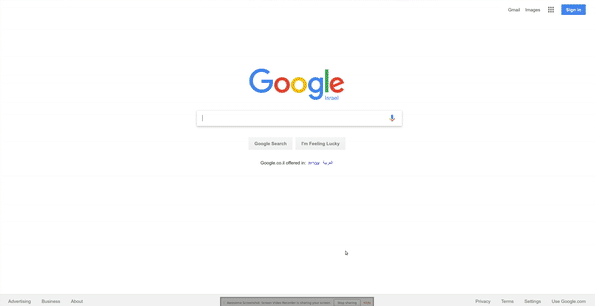 Gmail Images Sign in
Google
Israel
Google Search I'm Feeling Lucky
Google.co.il offered in: עברית العربية
Advertising Business About
Stop sharing Hide
Privacy Terms Settings Use Google.com